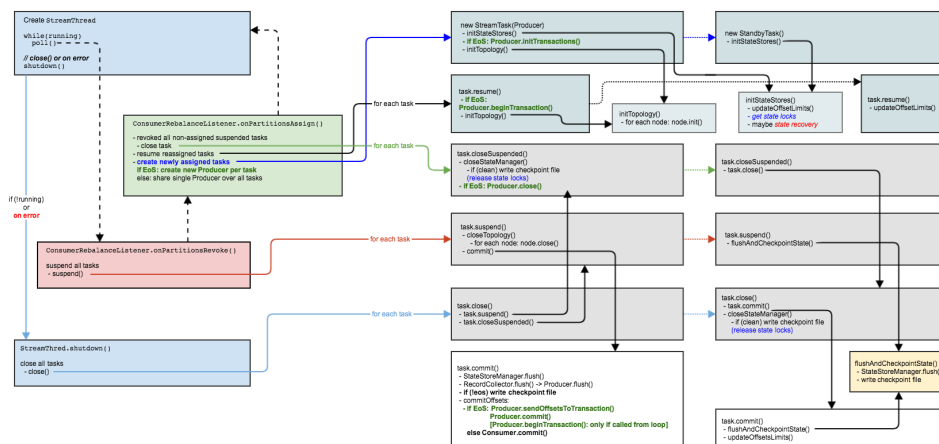 Create StreamThread
while(running)
poll()
// close() or on error
shutdown()
new StreamTask(Producer)
- initStateStores()
- if EoS: Producer.initTransactions()
- initTopology()
new StandbyTask()
- initStateStores()
for each task
task.resume()
- if EoS:
Producer.beginTransaction()
- initTopology()
initTopology()
- for each node: node.init()
initStateStores()
- updateOffsetLimits()
- get state locks
- maybe state recovery
task.resume()
- updateOffsetLimits()
ConsumerRebalanceListener.onPartitionsAssign()
- revoked all non-assigned suspended tasks
- close task
- resume reassigned tasks
- create newly assigned tasks
if EoS: create new Producer per task
else: share single Producer over all tasks
for each task
task.closeSuspended()
- closeStateManager()
- if (clean) write checkpoint file
(release state locks)
- if EoS: Producer.close()
task.closeSuspended()
- task.close()
if (!running)
or
on error
ConsumerRebalanceListener.onPartitionsRevoke()
suspend all tasks
- suspend()
for each task
task.suspend()
- closeTopology()
- for each node: node.close()
- commit()
task.suspend()
- flushAndCheckpointState()
for each task
task.close()
- task.suspend()
- task.closeSuspended()
task.close()
- task.commit()
- closeStateManager()
- if (clean) write checkpoint file
(release state locks)
StreamThred.shutdown()
close all tasks
- close()
task.commit()
- StateStoreManager.flush()
- RecordCollector.flush() -> Producer.flush()
- if (!eos) write checkpoint file
- commitOffsets:
- if EoS: Producer.sendOffsetsToTransaction()
Producer.commit()
[Producer.beginTransaction(): only if called from loop]
else Consumer.commit()
flushAndCheckpointState()
- StateStoreManager.flush()
- write checkpoint file
task.commit()
- flushAndCheckpointState()
- updateOffsetsLimits()